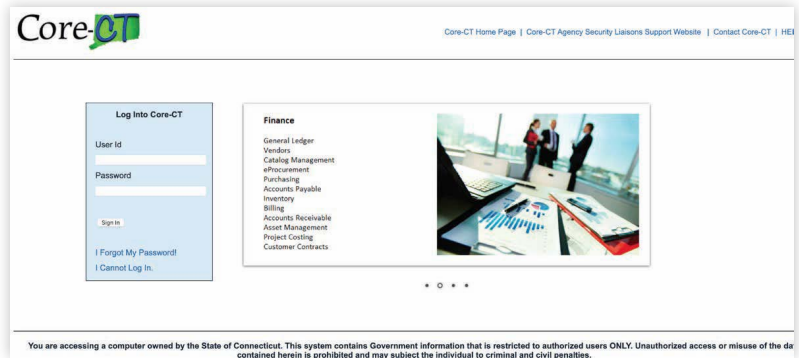 Core-CT
Core-CT Home Page | Core-CT Agency Security Liaisons Support Website | Contact Core-CT |
Log Into Core-CT
User Id
Password
Sign In
I Forgot My Password!
I Cannot Log In.
Finance
General Ledger
Vendors
Catalog Management
eProcurement
Purchasing
Accounts Payable
Inventory
Billing
Accounts Receivable
Asset Management
Project Costing
Customer Contracts
You are accessing a computer owned by the State of Connecticut. This system contains Government information that is restricted to authorized users ONLY. Unauthorized access or misuse of the
contained herein is prohibited and may subject the individual to criminal and civil penalties.